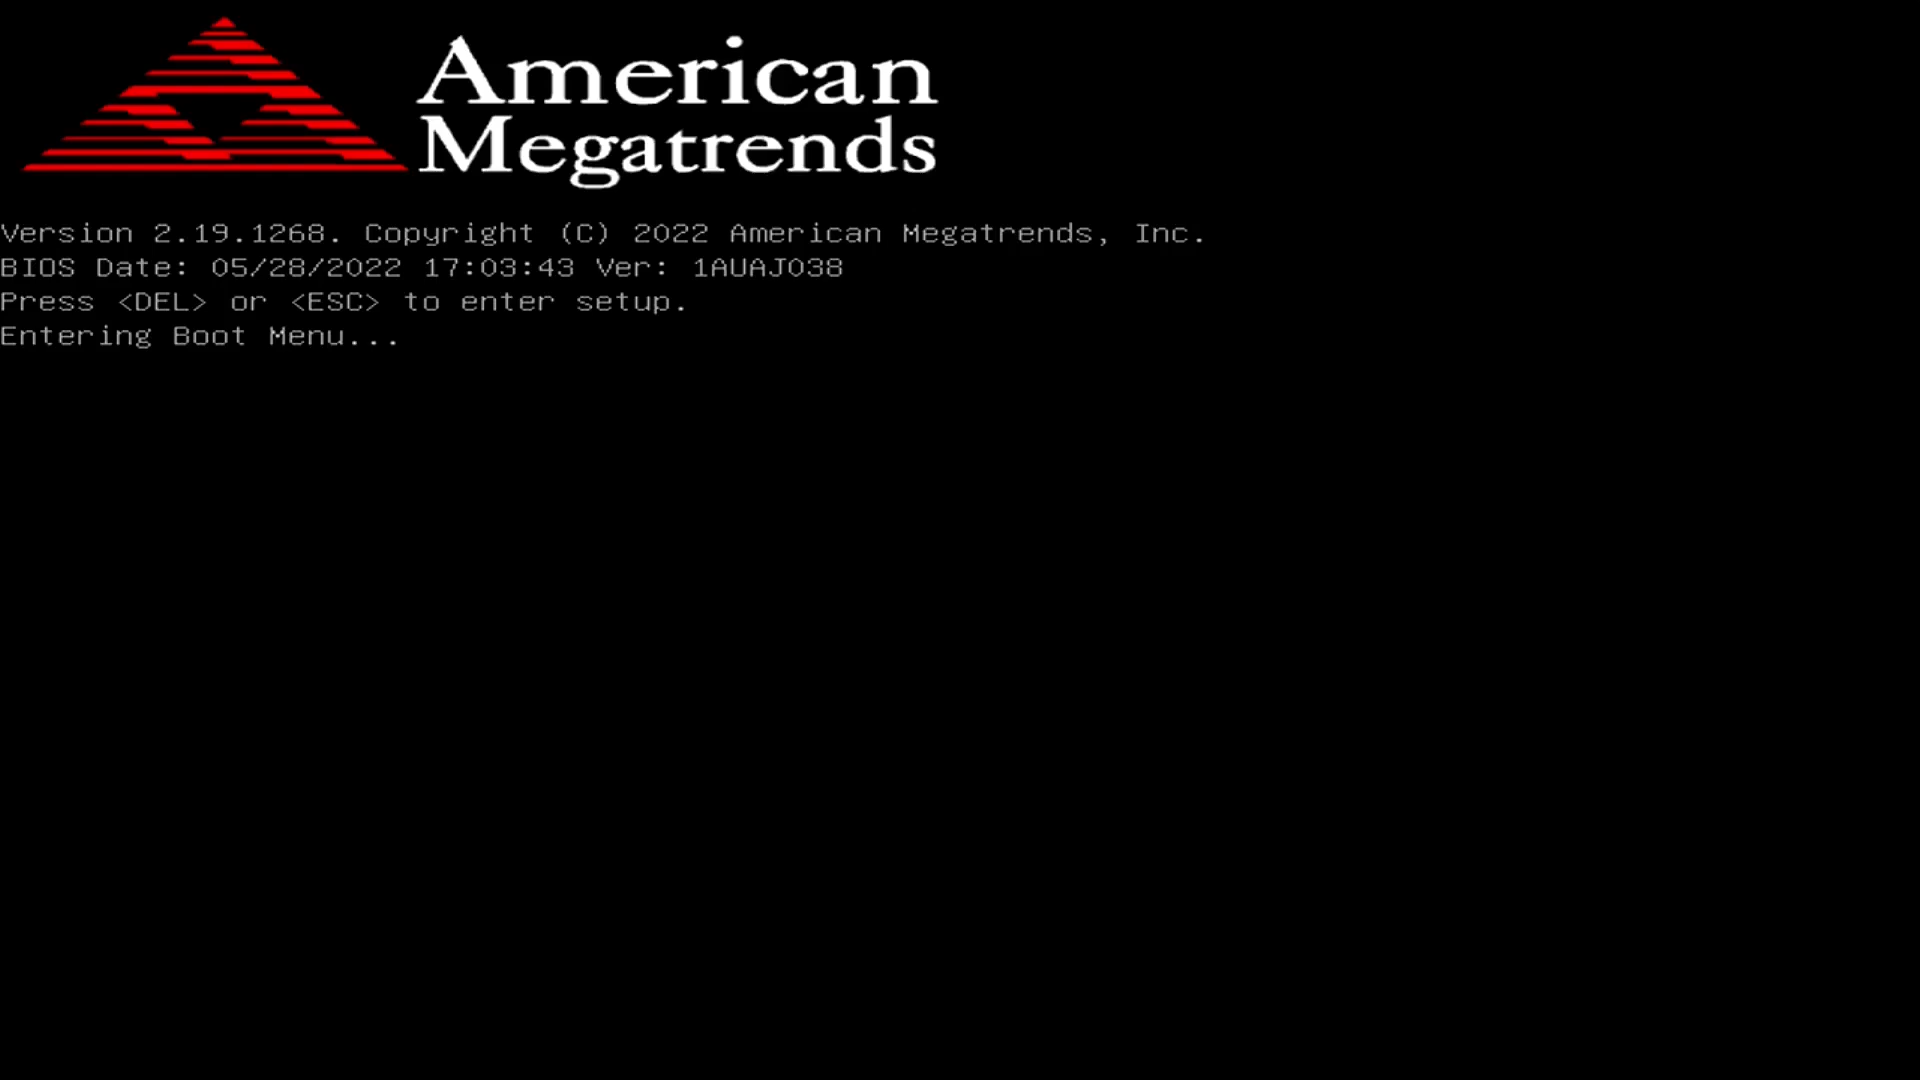 American
Megatrends
Version 2.19.1268. Copyright (C) 2022 American Megatrends, Inc.
BIOS Date: 05/28/2022 17:03:43 Ver: 1AUAJ038
Press <DEL> or <ESC> to enter setup.
Entering Boot Menu...